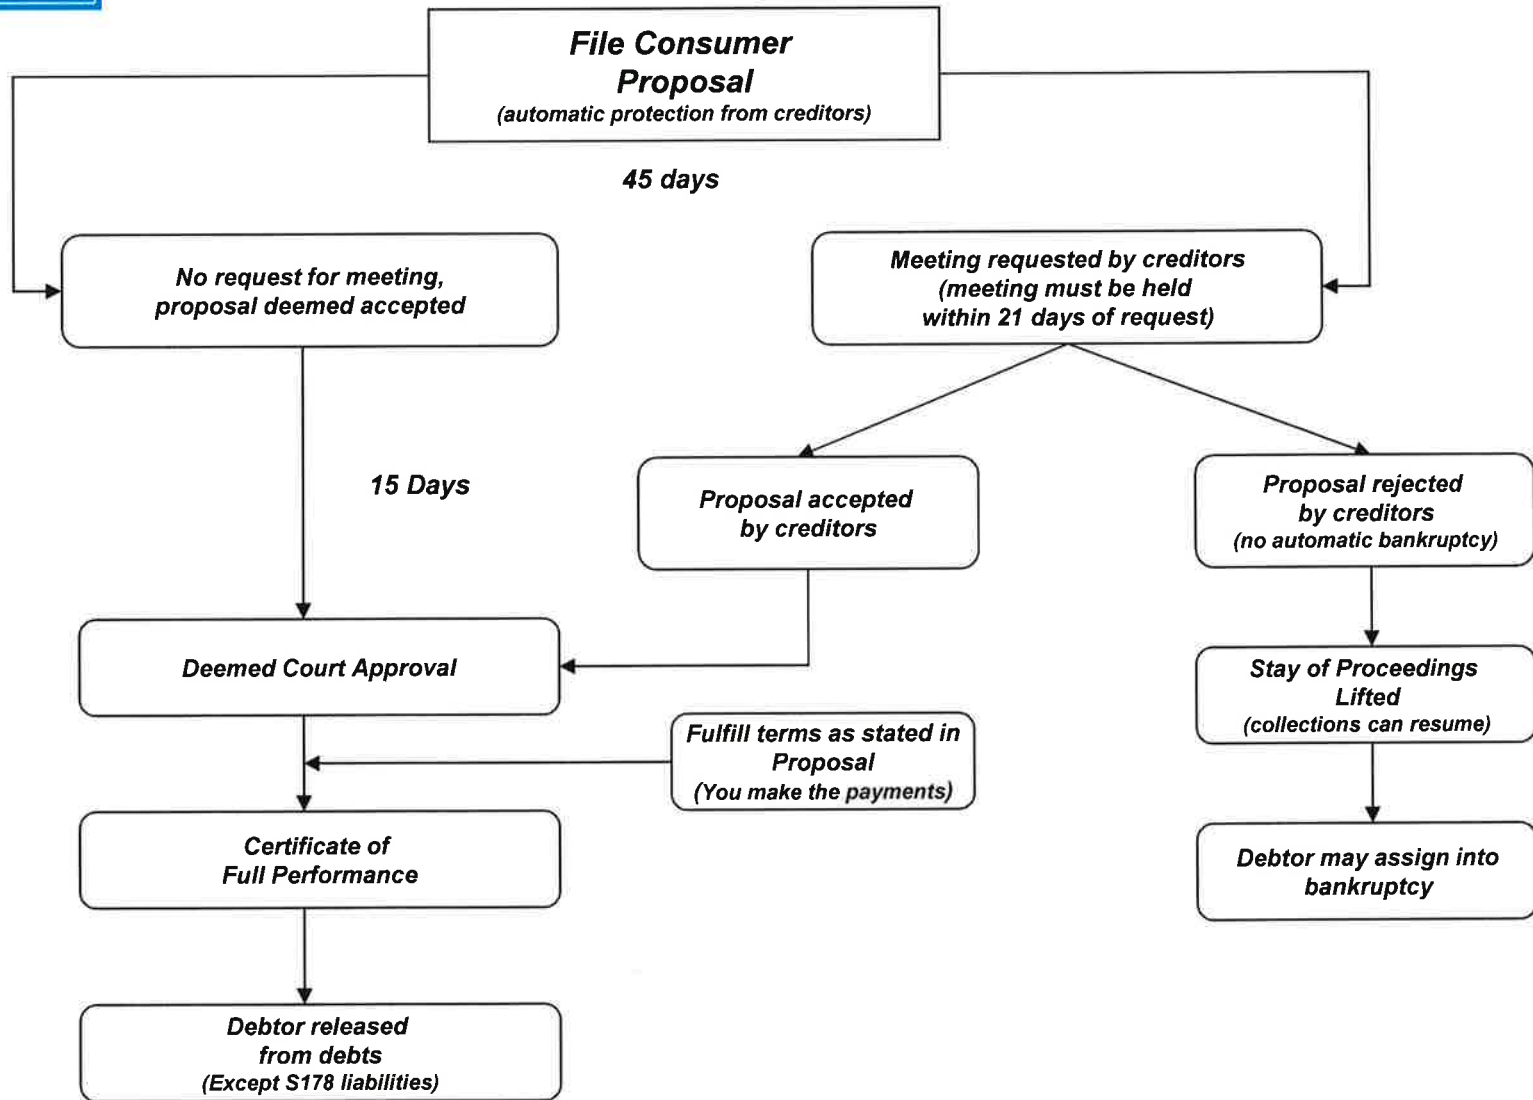 File Consumer
Proposal
(automatic protection from creditors)
45 days
No request for meeting,
proposal deemed accepted
Meeting requested by creditors
(meeting must be held
within 21 days of request)
15 Days
Proposal accepted
by creditors
Proposal rejected
by creditors
(no automatic bankruptcy)
Deemed Court Approval
Stay of Proceedings
Lifted
(collections can resume)
Fulfill terms as stated in
Proposal
(You make the payments)
Certificate of
Full Performance
Debtor may assign into
bankruptcy
Debtor released
from debts
(Except S178 liabilities)